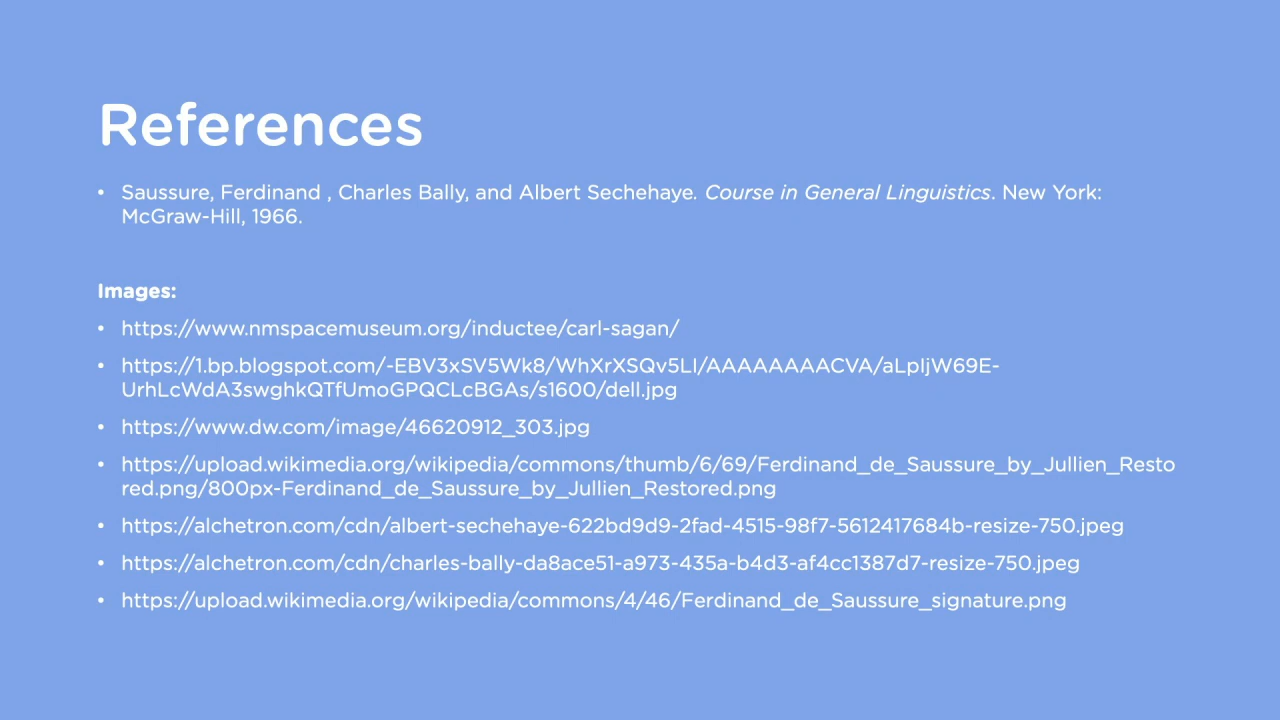 References
• Saussure, Ferdinand , Charles Bally, and Albert Sechehaye. Course in General Linguistics. New York:
McGraw-Hill, 1966.
Images:
• https://www.nmspacemuseum.org/inductee/carl-sagan/
• https://1.bp.blogspot.com/-EBV3xSV5Wk8/WhXrXSQv5LI/AAAAAAAACVA/aLpIjW69E-
UrhLcWdA3swghkQTfUmoGPQCLcBGAs/s1600/dell.jpg
• https://www.dw.com/image/46620912_303.jpg
• https://upload.wikimedia.org/wikipedia/commons/thumb/6/69/Ferdinand_de_Saussure_by_Jullien_Resto
red.png/800px-Ferdinand_de_Saussure_by_Jullien_Restored.png
• https://alchetron.com/cdn/albert-sechehaye-622bd9d9-2fad-4515-98f7-5612417684b-resize-750.jpeg
• https://alchetron.com/cdn/charles-bally-da8ace51-a973-435a-b4d3-af4cc1387d7-resize-750.jpeg
• https://upload.wikimedia.org/wikipedia/commons/4/46/Ferdinand_de_Saussure_signature.png